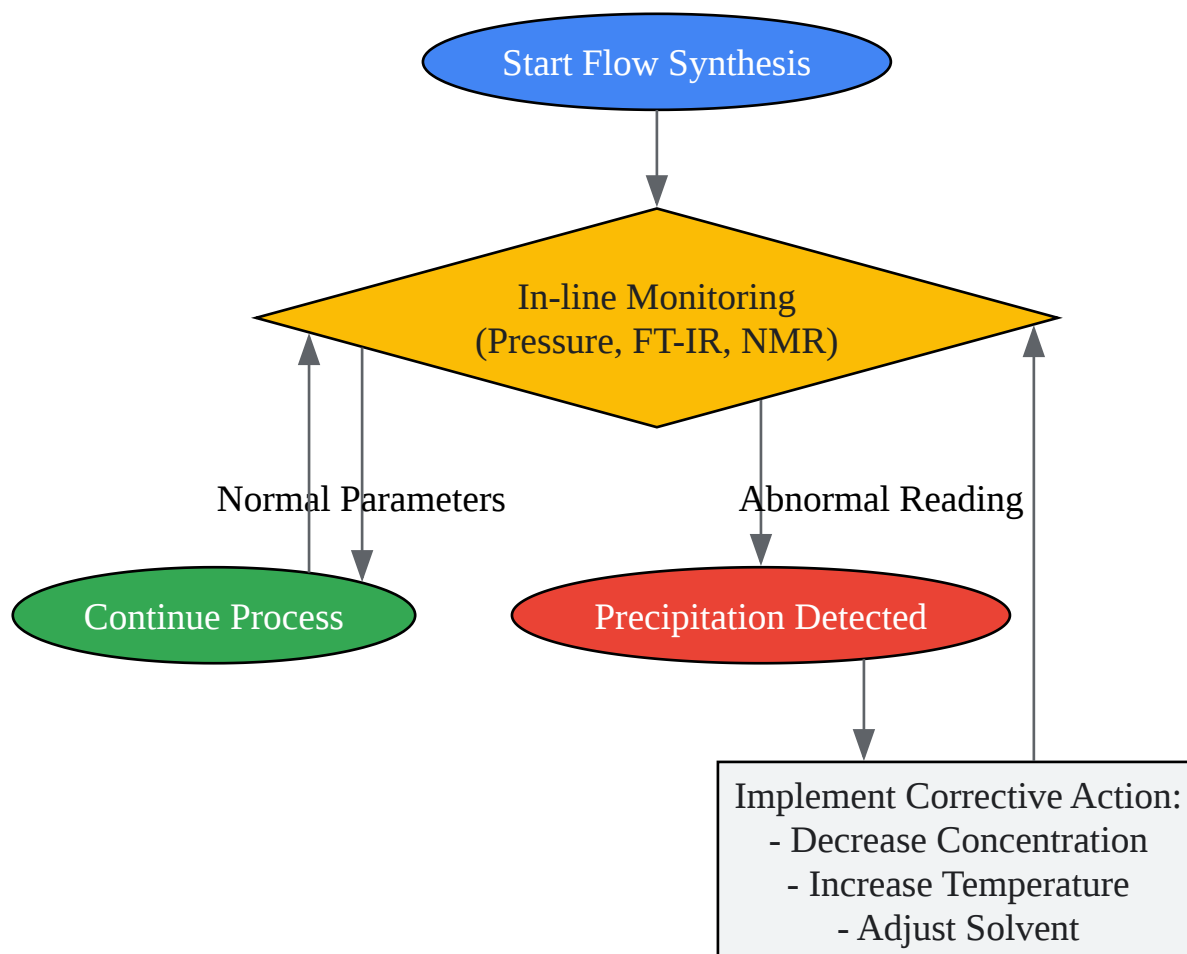 Start Flow Synthesis
In-line Monitoring
(Pressure, FT-IR, NMR)
Normal Parameters
Abnormal Reading
Continue Process
Precipitation Detected
Implement Corrective Action:
- Decrease Concentration
- Increase Temperature
- Adjust Solvent